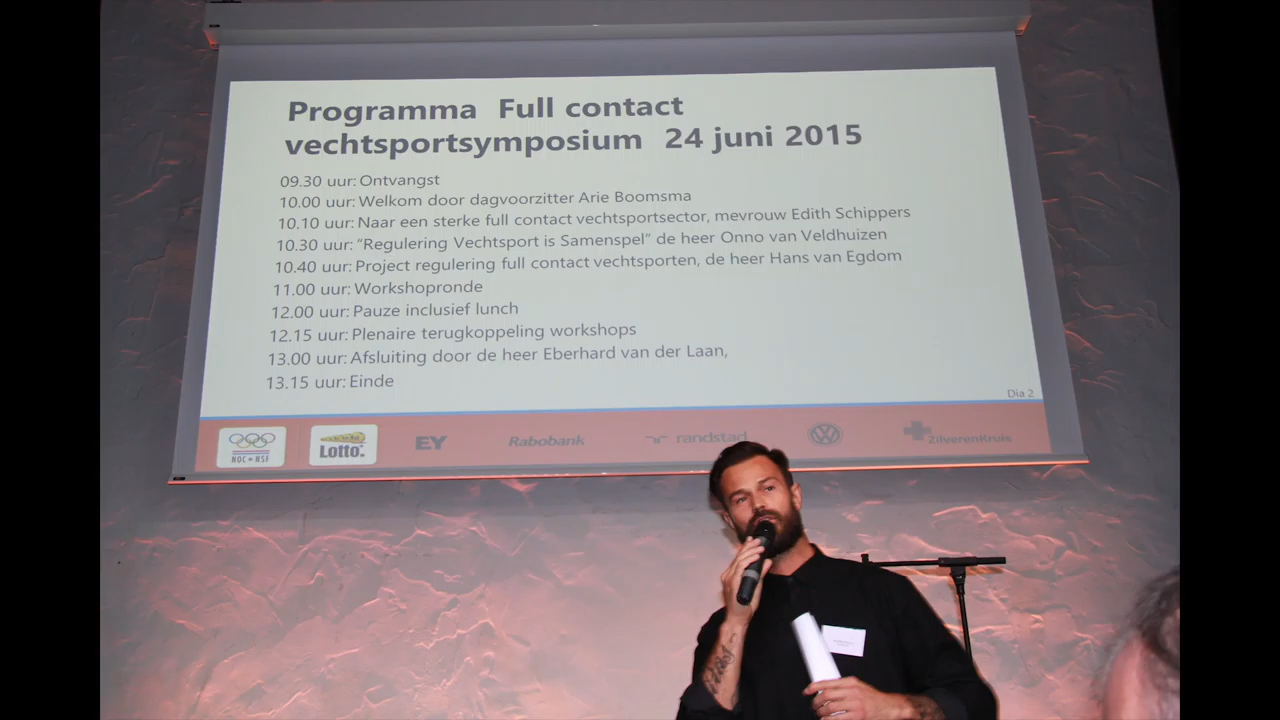 Programma Full contact
vechtsportsymposium 24 juni 2015
09.30 uur: Ontvangst
10.00 uur: Welkom door dagvoorzitter Arie Boomsma
10.10 uur: Naar een sterke full contact vechtsportsector, mevrouw Edith Schippers
10.30 uur: “Regulering Vechtsport is Samenspel” de heer Onno van Veldhuizen
10.40 uur: Project regulering full contact vechtsporten, de heer Hans van Egdom
11.00 uur: Workshopronde
12.00 uur: Pauze inclusief lunch
12.15 uur: Plenaire terugkoppeling workshops
13.00 uur: Afsluiting door de heer Eberhard van der Laan,
13.15 uur: Einde
Dia 2
NOC*NSF
Lotto
EY
Rabobank
randstad
ZilverenKruis